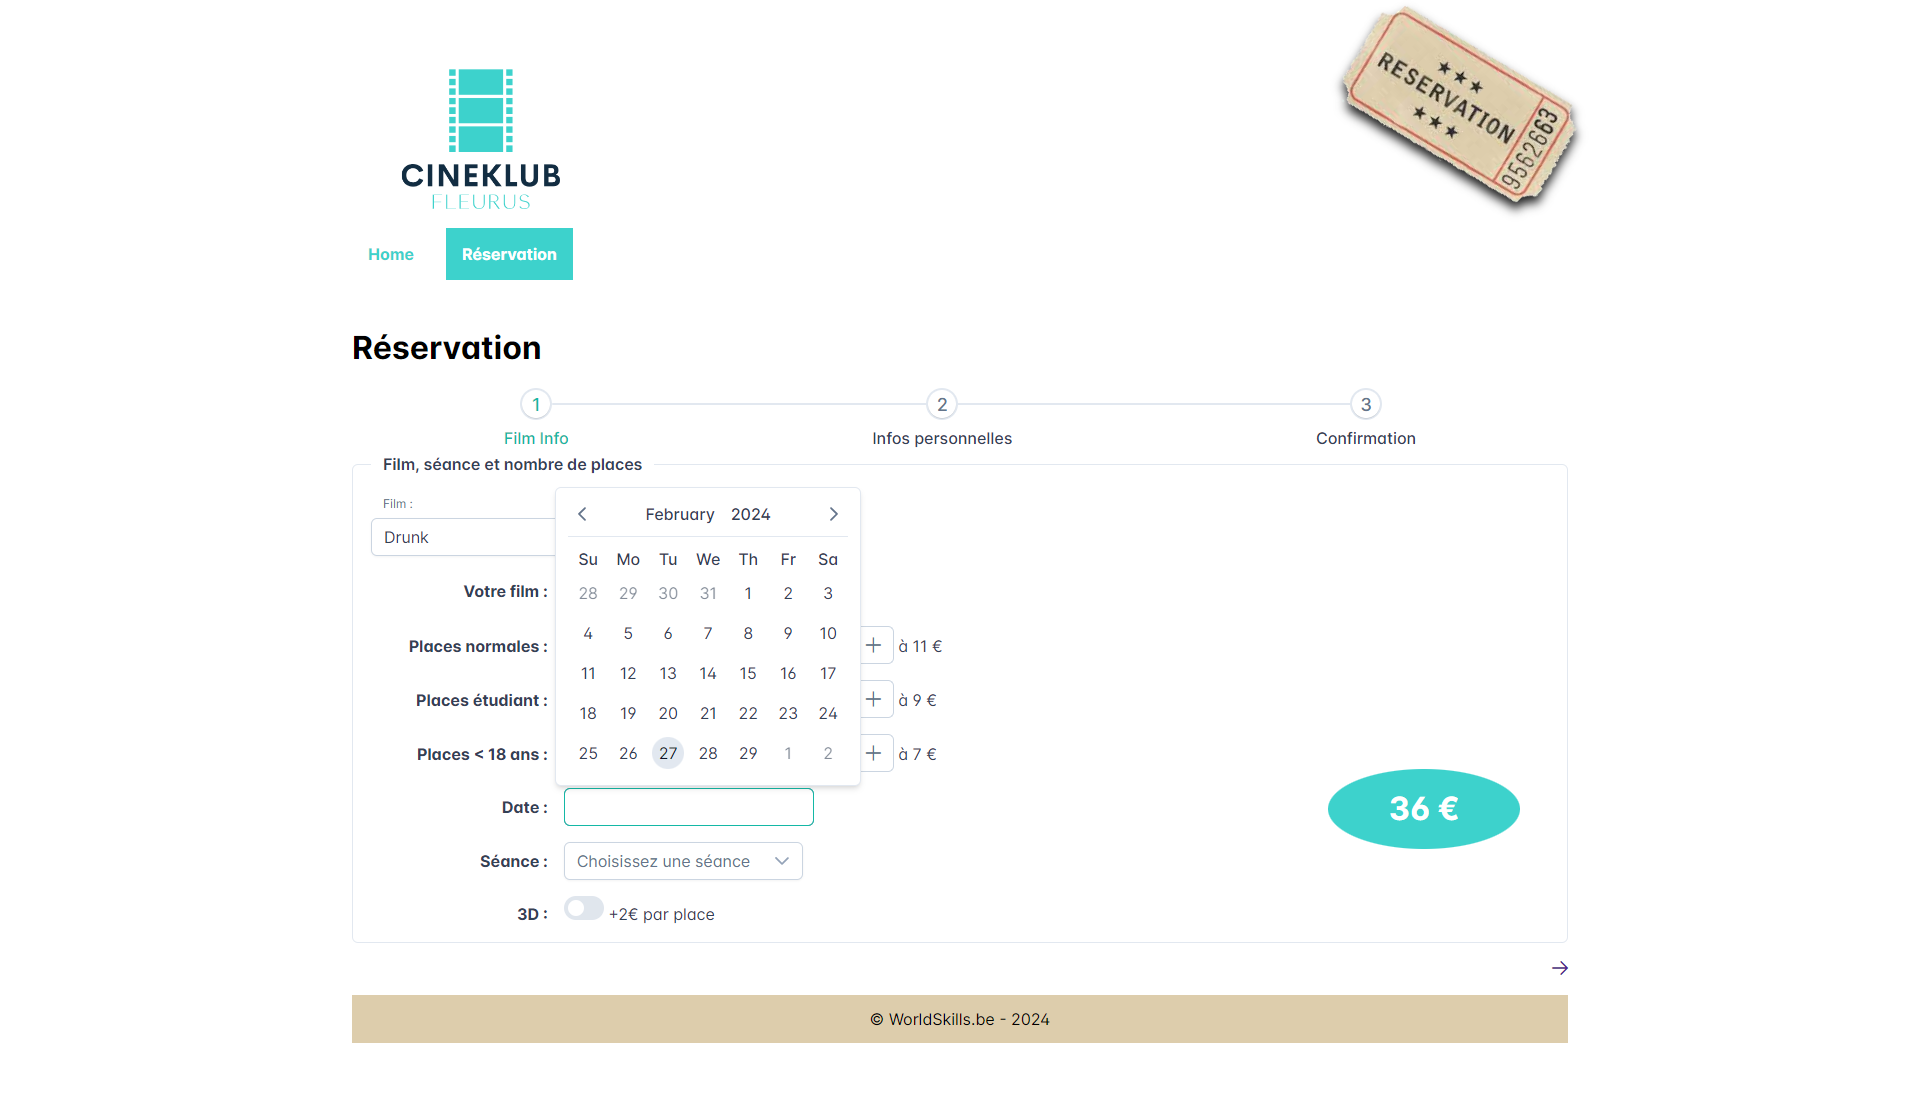 CINEKLUB
FLEURUS
★★★
RESERVATION
★★★
9562663
Home
Réservation
Réservation
1
2
3
Film Info
Infos personnelles
Confirmation
Film, séance et nombre de places
Film :
Drunk
February 2024
Su Mo Tu We Th Fr Sa
28 29 30 31 1 2 3
4 5 6 7 8 9 10
11 12 13 14 15 16 17
18 19 20 21 22 23 24
25 26 27 28 29 1 2
Votre film :
Places normales :
+ à 11 €
Places étudiant :
+ à 9 €
Places < 18 ans :
+ à 7 €
Date :
36 €
Séance : Choisissez une séance
3D : +2€ par place
© WorldSkills.be - 2024